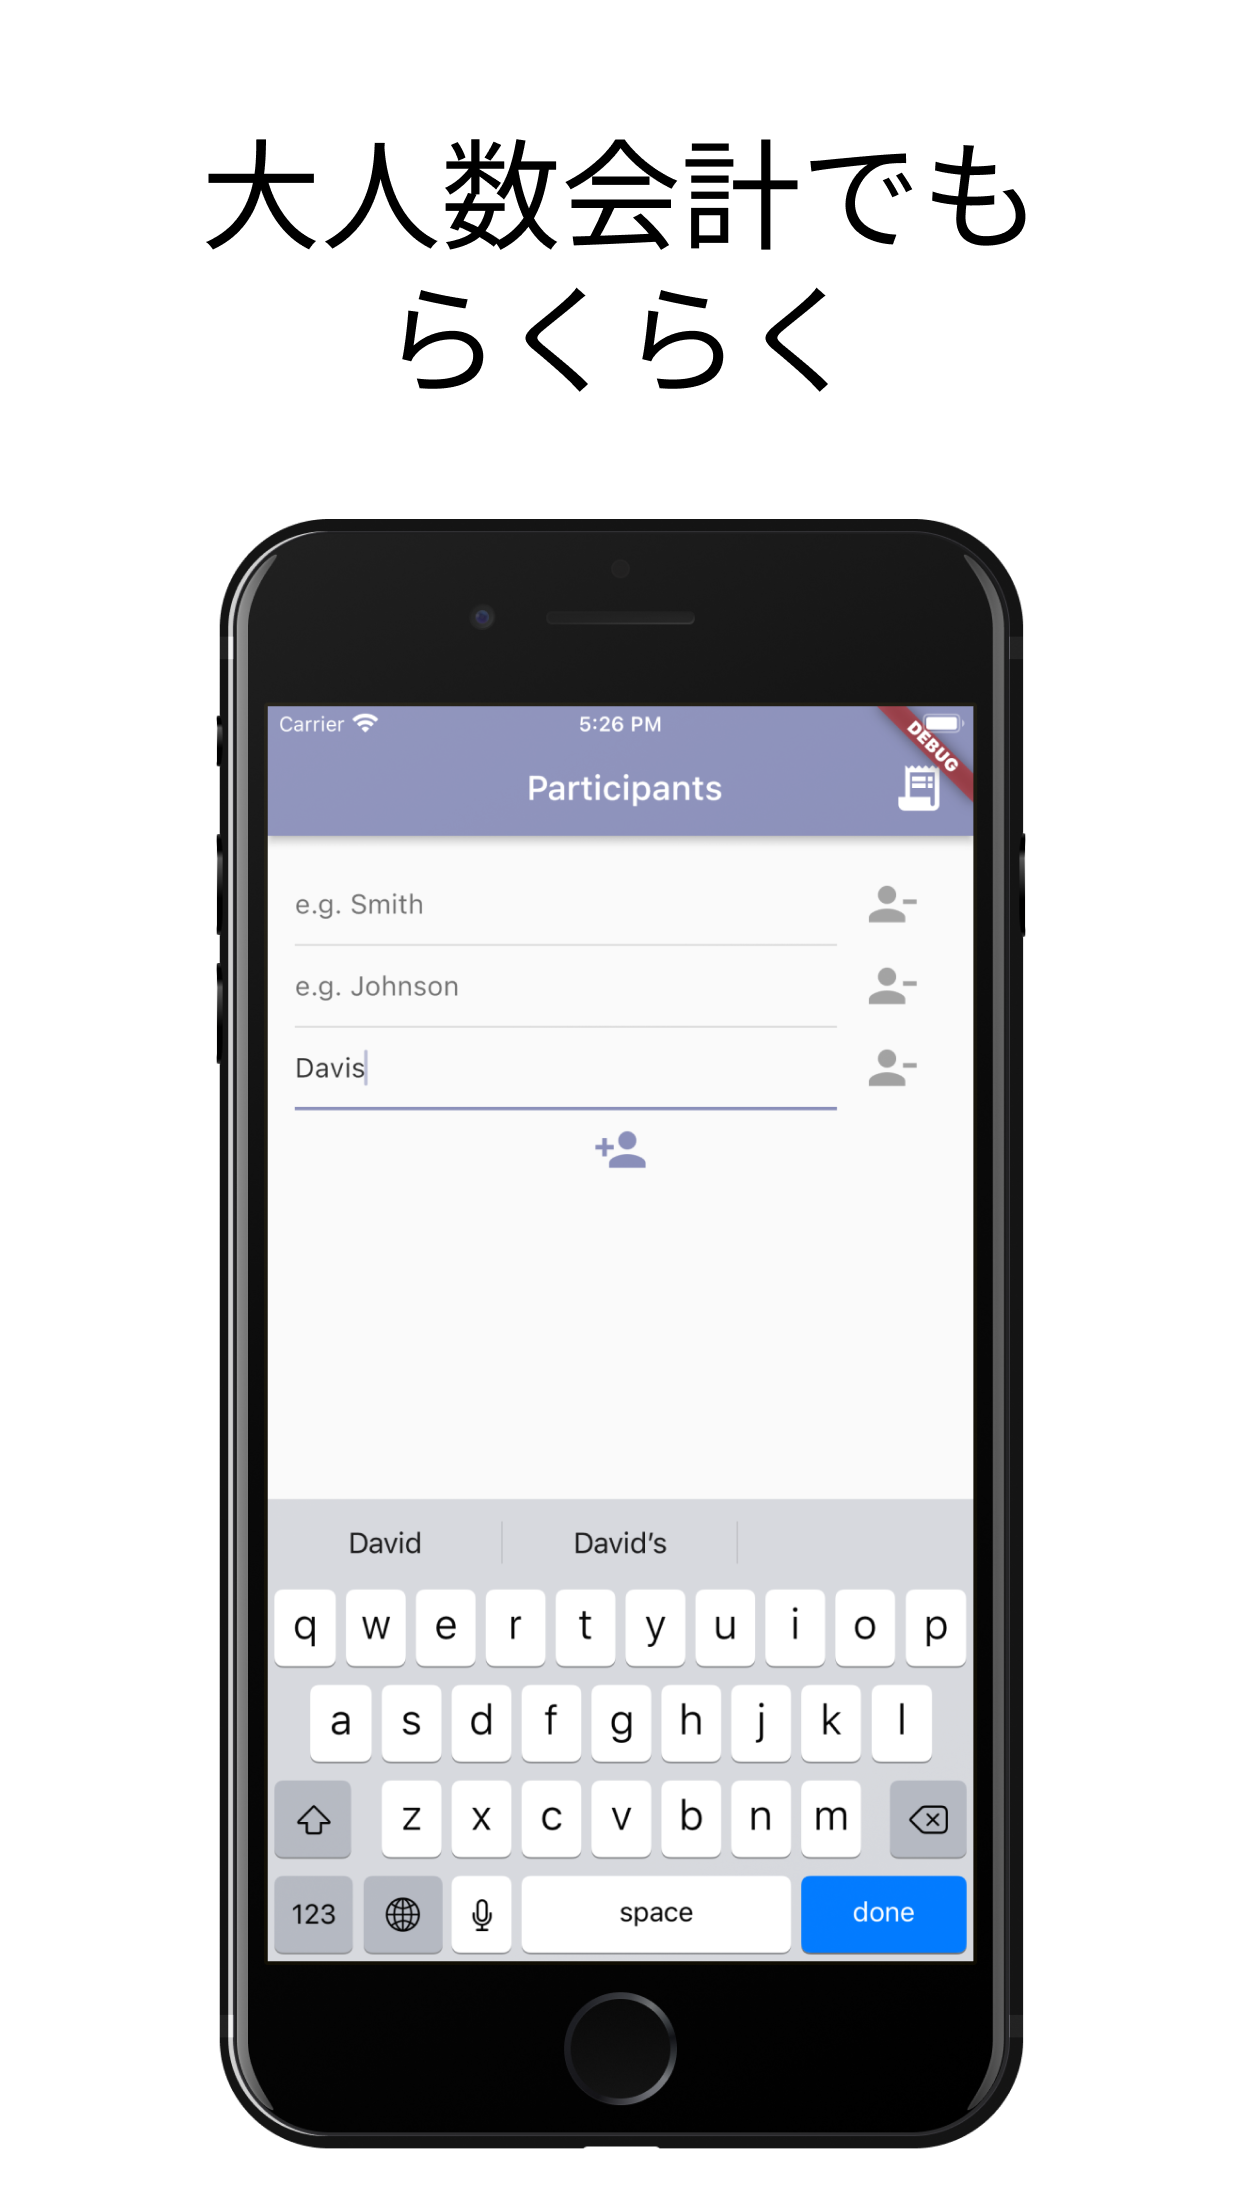 大人数会計でも
らくらく
Carrier 5:26 PM
DEBUG
Participants
e.g. Smith
e.g. Johnson
Davis
David David's
q w e r t y u i o p
a s d f g h j k l
z x c v b n m
123 space done